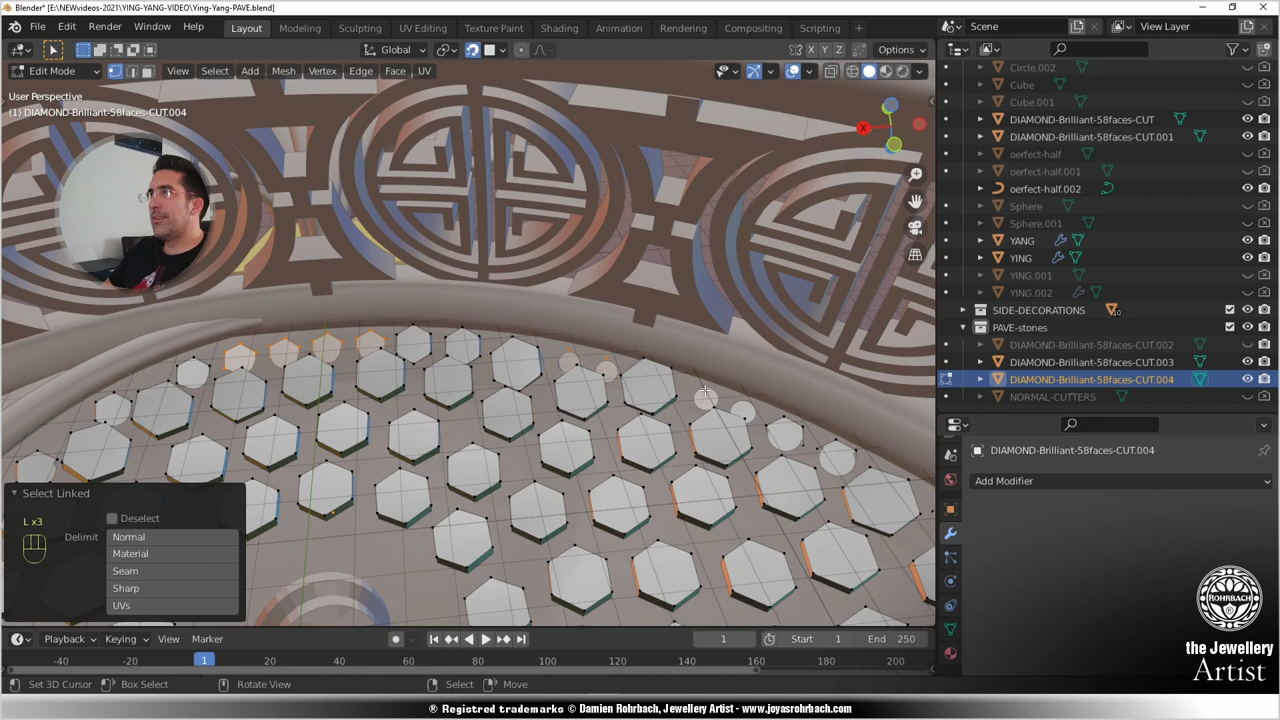 Blender* [E:\NEWvideos-2021\YING-YANG-VIDEO\Ying-Yang-PAVE.blend]
File Edit Render Window Help
Layout Modeling Sculpting UV Editing Texture Paint Shading Animation Rendering Compositing Scripting +
Scene View Layer
Global
X Y Z Options
Edit Mode View Select Add Mesh Vertex Edge Face UV
User Perspective
(1) DIAMOND-Brilliant-58faces-CUT.004
X
Circle.002
Cube
Cube.001
DIAMOND-Brilliant-58faces-CUT
DIAMOND-Brilliant-58faces-CUT.001
oerfect-half
oerfect-half.001
oerfect-half.002
Sphere
Sphere.001
YANG
YING
YING.001
YING.002
SIDE-DECORATIONS 10
PAVE-stones
DIAMOND-Brilliant-58faces-CUT.002
DIAMOND-Brilliant-58faces-CUT.003
DIAMOND-Brilliant-58faces-CUT.004
NORMAL-CUTTERS
DIAMOND-Brilliant-58faces-CUT.004
Add Modifier
Select Linked
L x3
Deselect
Delimit Normal
Material
Seam
Sharp
UVs
Playback Keying View Marker
1 Start 1 End 250
-40 -20 1 20 40 60 80 100 120 140 160 180 200
Set 3D Cursor Box Select Rotate View Select Move
ROHRBACH
the Jewellery
Artist
® Registred trademarks © Damien Rohrbach, Jewellery Artist - www.joyasrohrbach.com